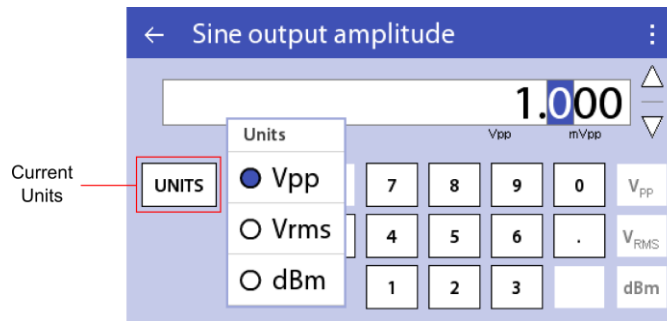 ← Sine output amplitude
1.000
Vpp mVpp
Current
Units
UNITS
Units
Vpp
Vrms
dBm
7 8 9 0 VPP
4 5 6 . VRMS
1 2 3 dBm